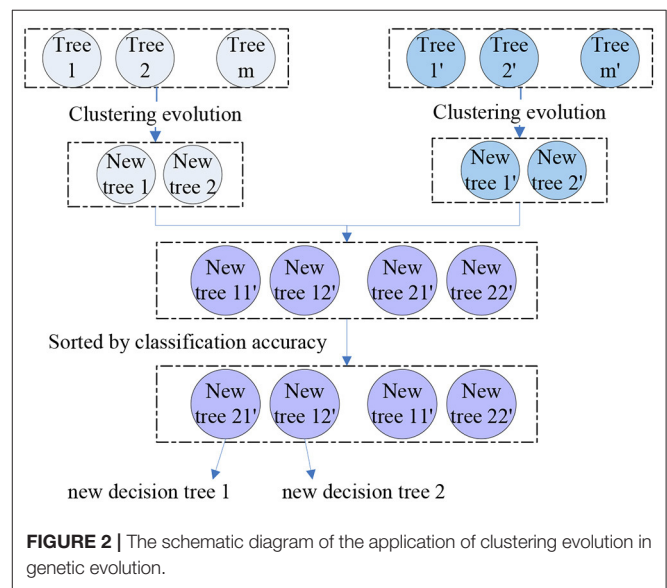 Tree 1 Tree 2 Tree m Tree 1' Tree 2' Tree m'
Clustering evolution Clustering evolution
New tree 1 New tree 2 New tree 1' New tree 2'
New tree 11' New tree 12' New tree 21' New tree 22'
Sorted by classification accuracy
New tree 21' New tree 12' New tree 11' New tree 22'
new decision tree 1 new decision tree 2
FIGURE 2 | The schematic diagram of the application of clustering evolution in
genetic evolution.